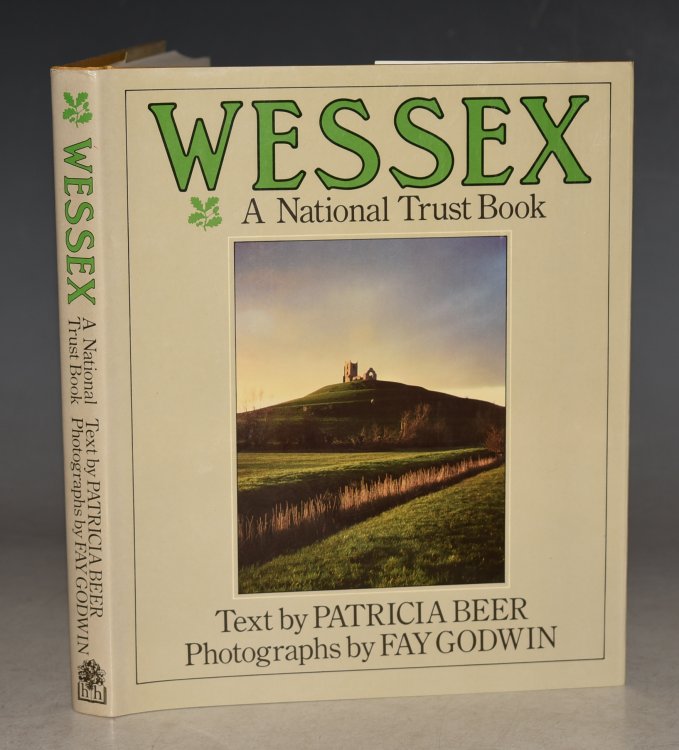 WESSEX
A National Trust Book
Text by PATRICIA BEER
Photographs by FAY GODWIN
WESSEX
A National
Trust Book
Text by PATRICIA BEER
Photographs by FAY GODWIN
h h